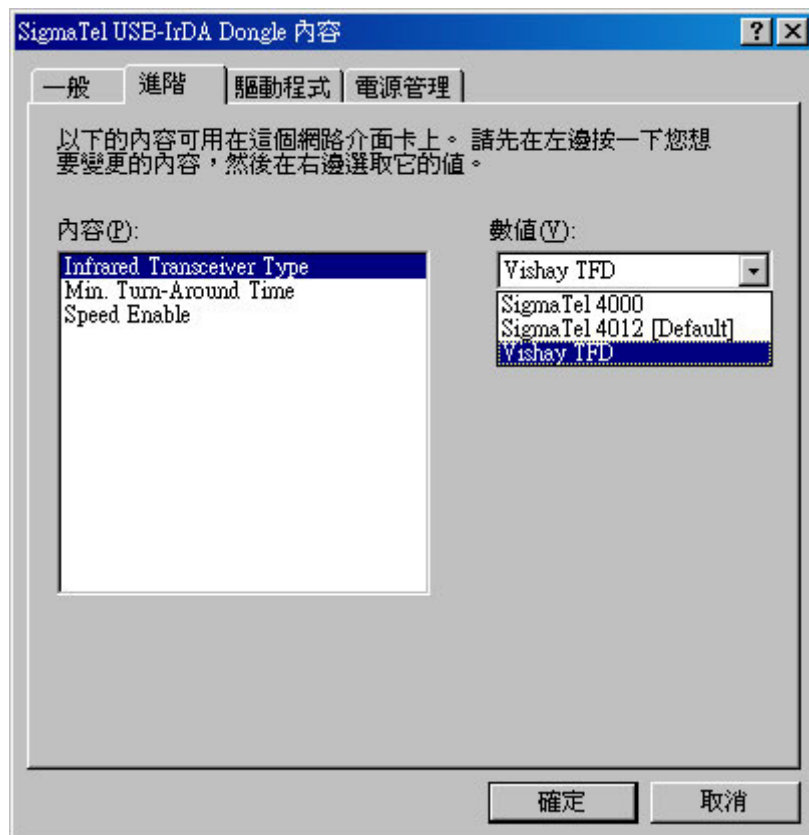 SigmaTel USB-IrDA Dongle 內容
一般 進階 驅動程式 電源管理
以下的內容可用在這個網路介面卡上。 請先在左邊按一下您想
要變更的內容，然後在右邊選取它的值。
內容(P):
Infrared Transceiver Type
Min. Turn-Around Time
Speed Enable
數值(V):
Vishay TFD
SigmaTel 4000
SigmaTel 4012 [Default]
Vishay TFD
確定 取消